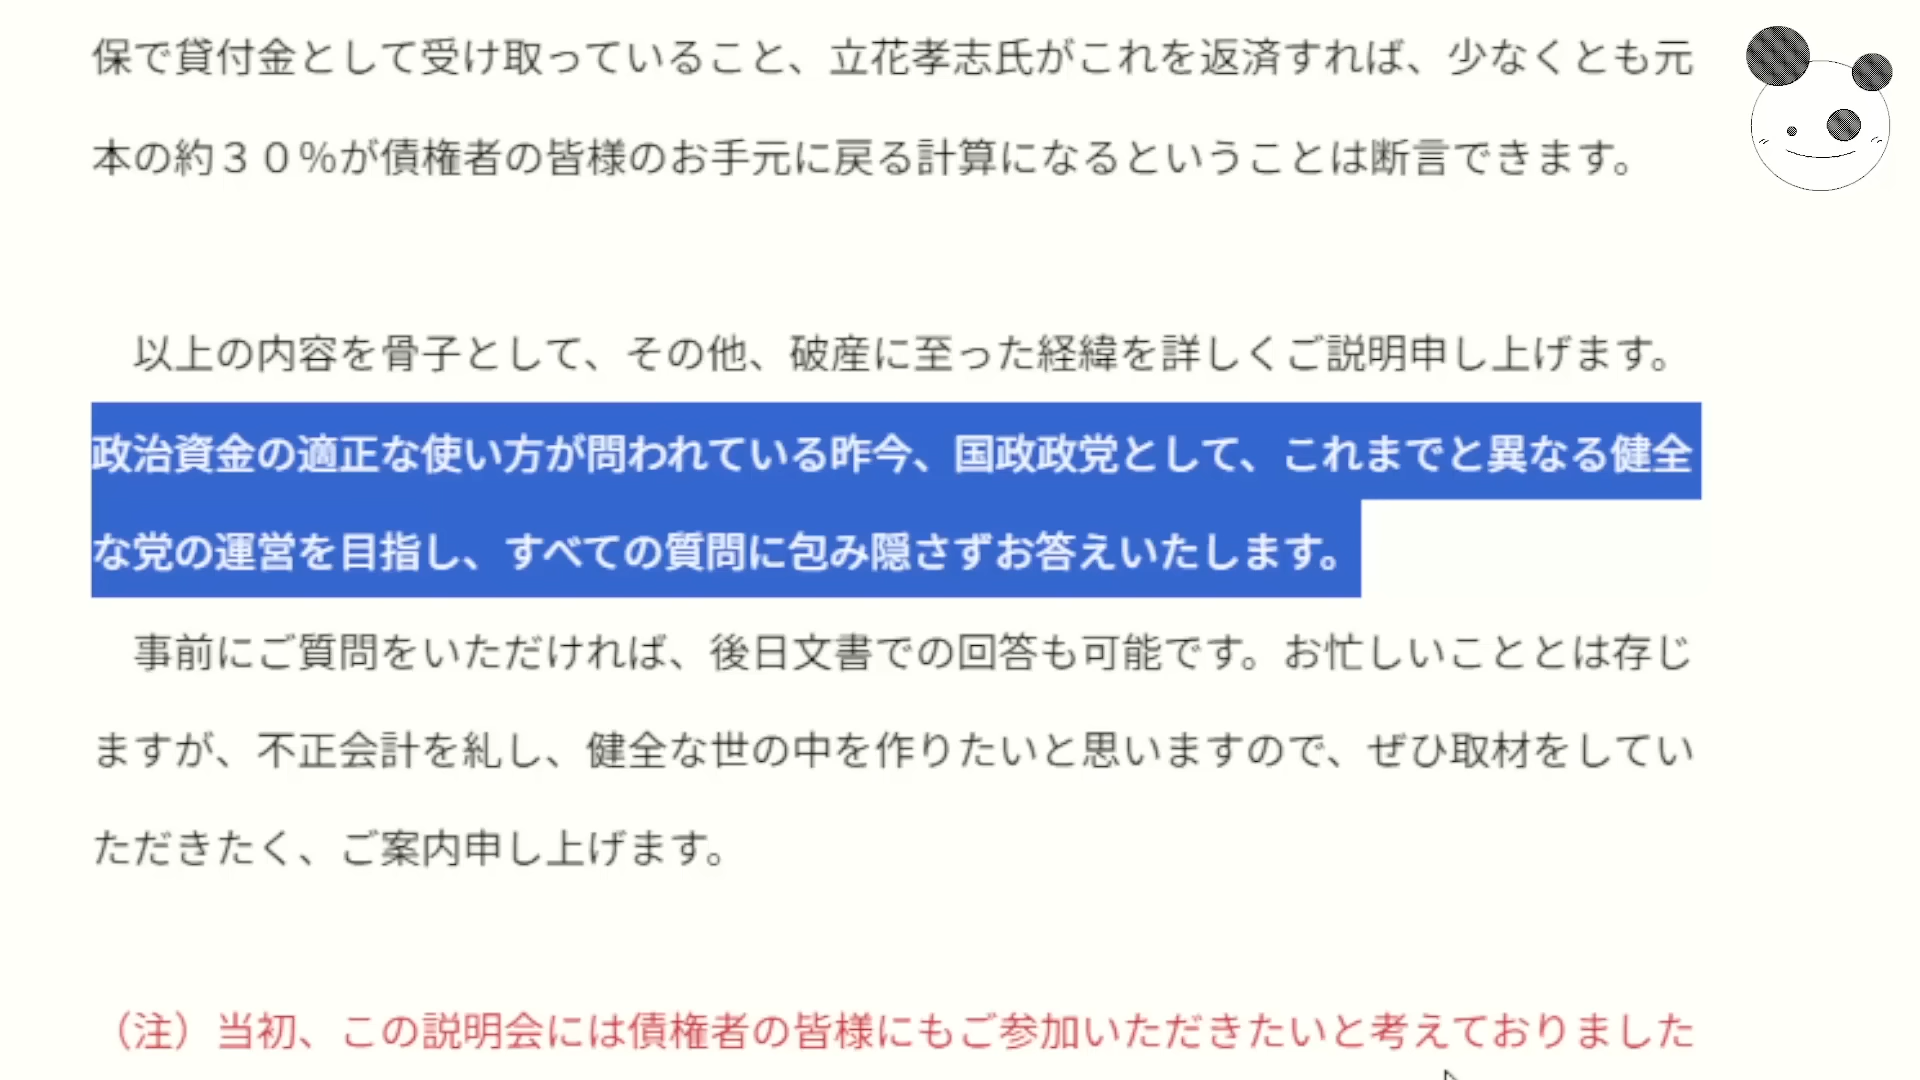 保で貸付金として受け取っていること、立花孝志氏がこれを返済すれば、少なくとも元
本の約３０％が債権者の皆様のお手元に戻る計算になるということは断言できます。
　以上の内容を骨子として、その他、破産に至った経緯を詳しくご説明申し上げます。
政治資金の適正な使い方が問われている昨今、国政政党として、これまでと異なる健全
な党の運営を目指し、すべての質問に包み隠さずお答えいたします。
　事前にご質問をいただければ、後日文書での回答も可能です。お忙しいこととは存じ
ますが、不正会計を糺し、健全な世の中を作りたいと思いますので、ぜひ取材をしてい
ただきたく、ご案内申し上げます。
（注）当初、この説明会には債権者の皆様にもご参加いただきたいと考えておりました